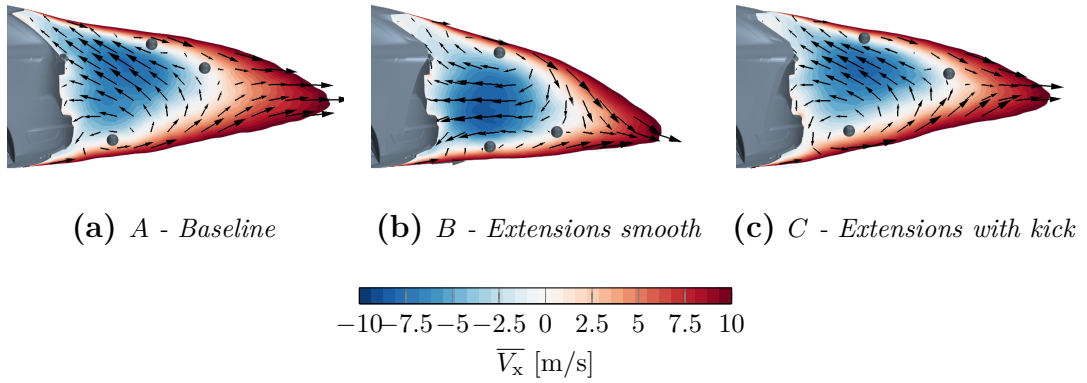 (a) A - Baseline
(b) B - Extensions smooth
(c) C - Extensions with kick
−10 −7.5 −5 −2.5 0 2.5 5 7.5 10
V̅x̅ [m/s]